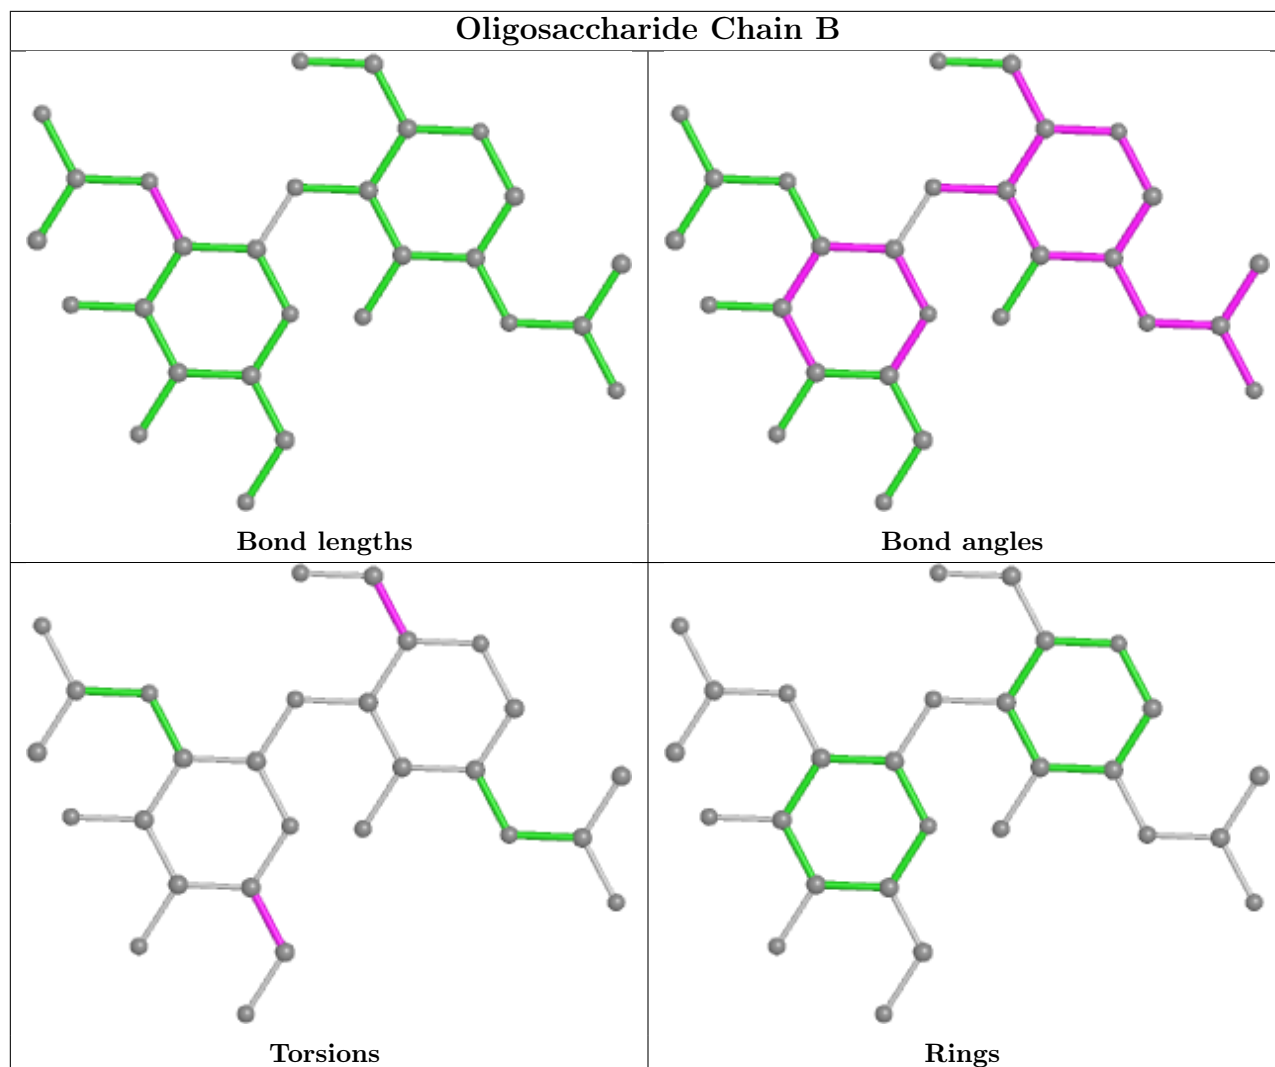 Oligosaccharide Chain B
Bond lengths
Bond angles
Torsions
Rings